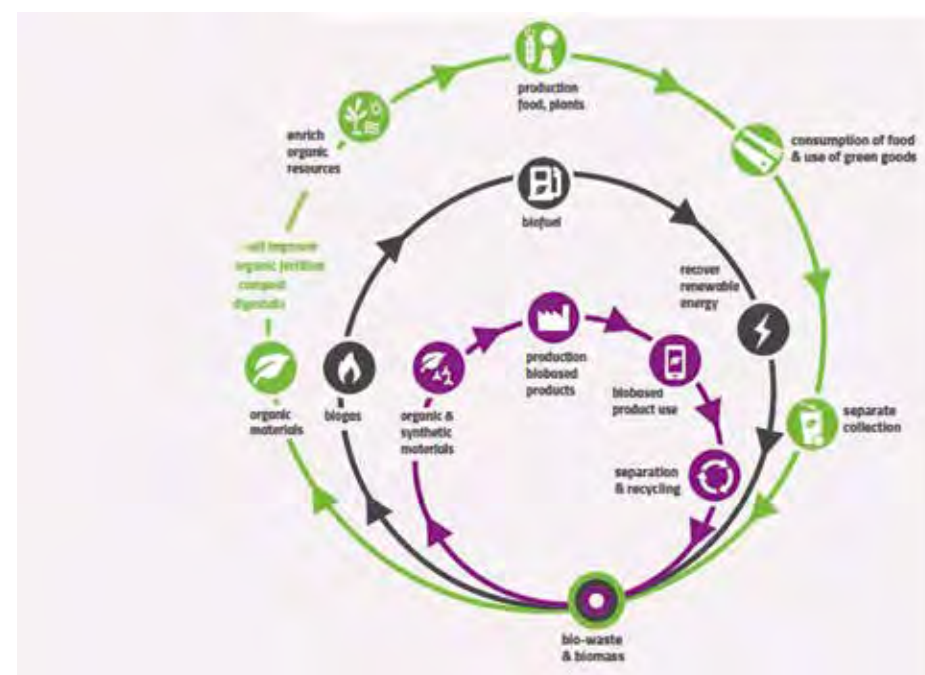 production
food, plants
consumption of food
& use of green goods
enrich
organic
resources
biofuel
improve
organic
compost
digestate
recover
renewable
energy
production
biobased
products
biobased
product use
organic
materials
biogas
organic &
synthetic
materials
separate
collection
separation
& recycling
bio-waste
& biomass